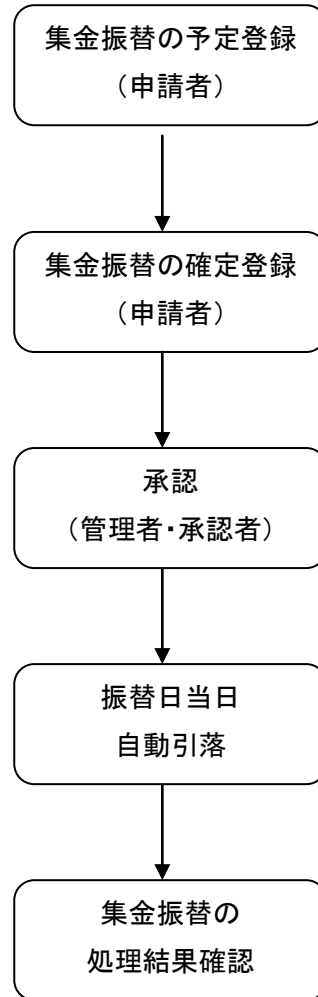 集金振替の予定登録
（申請者）
集金振替の確定登録
（申請者）
承認
（管理者・承認者）
振替日当日
自動引落
集金振替の
処理結果確認